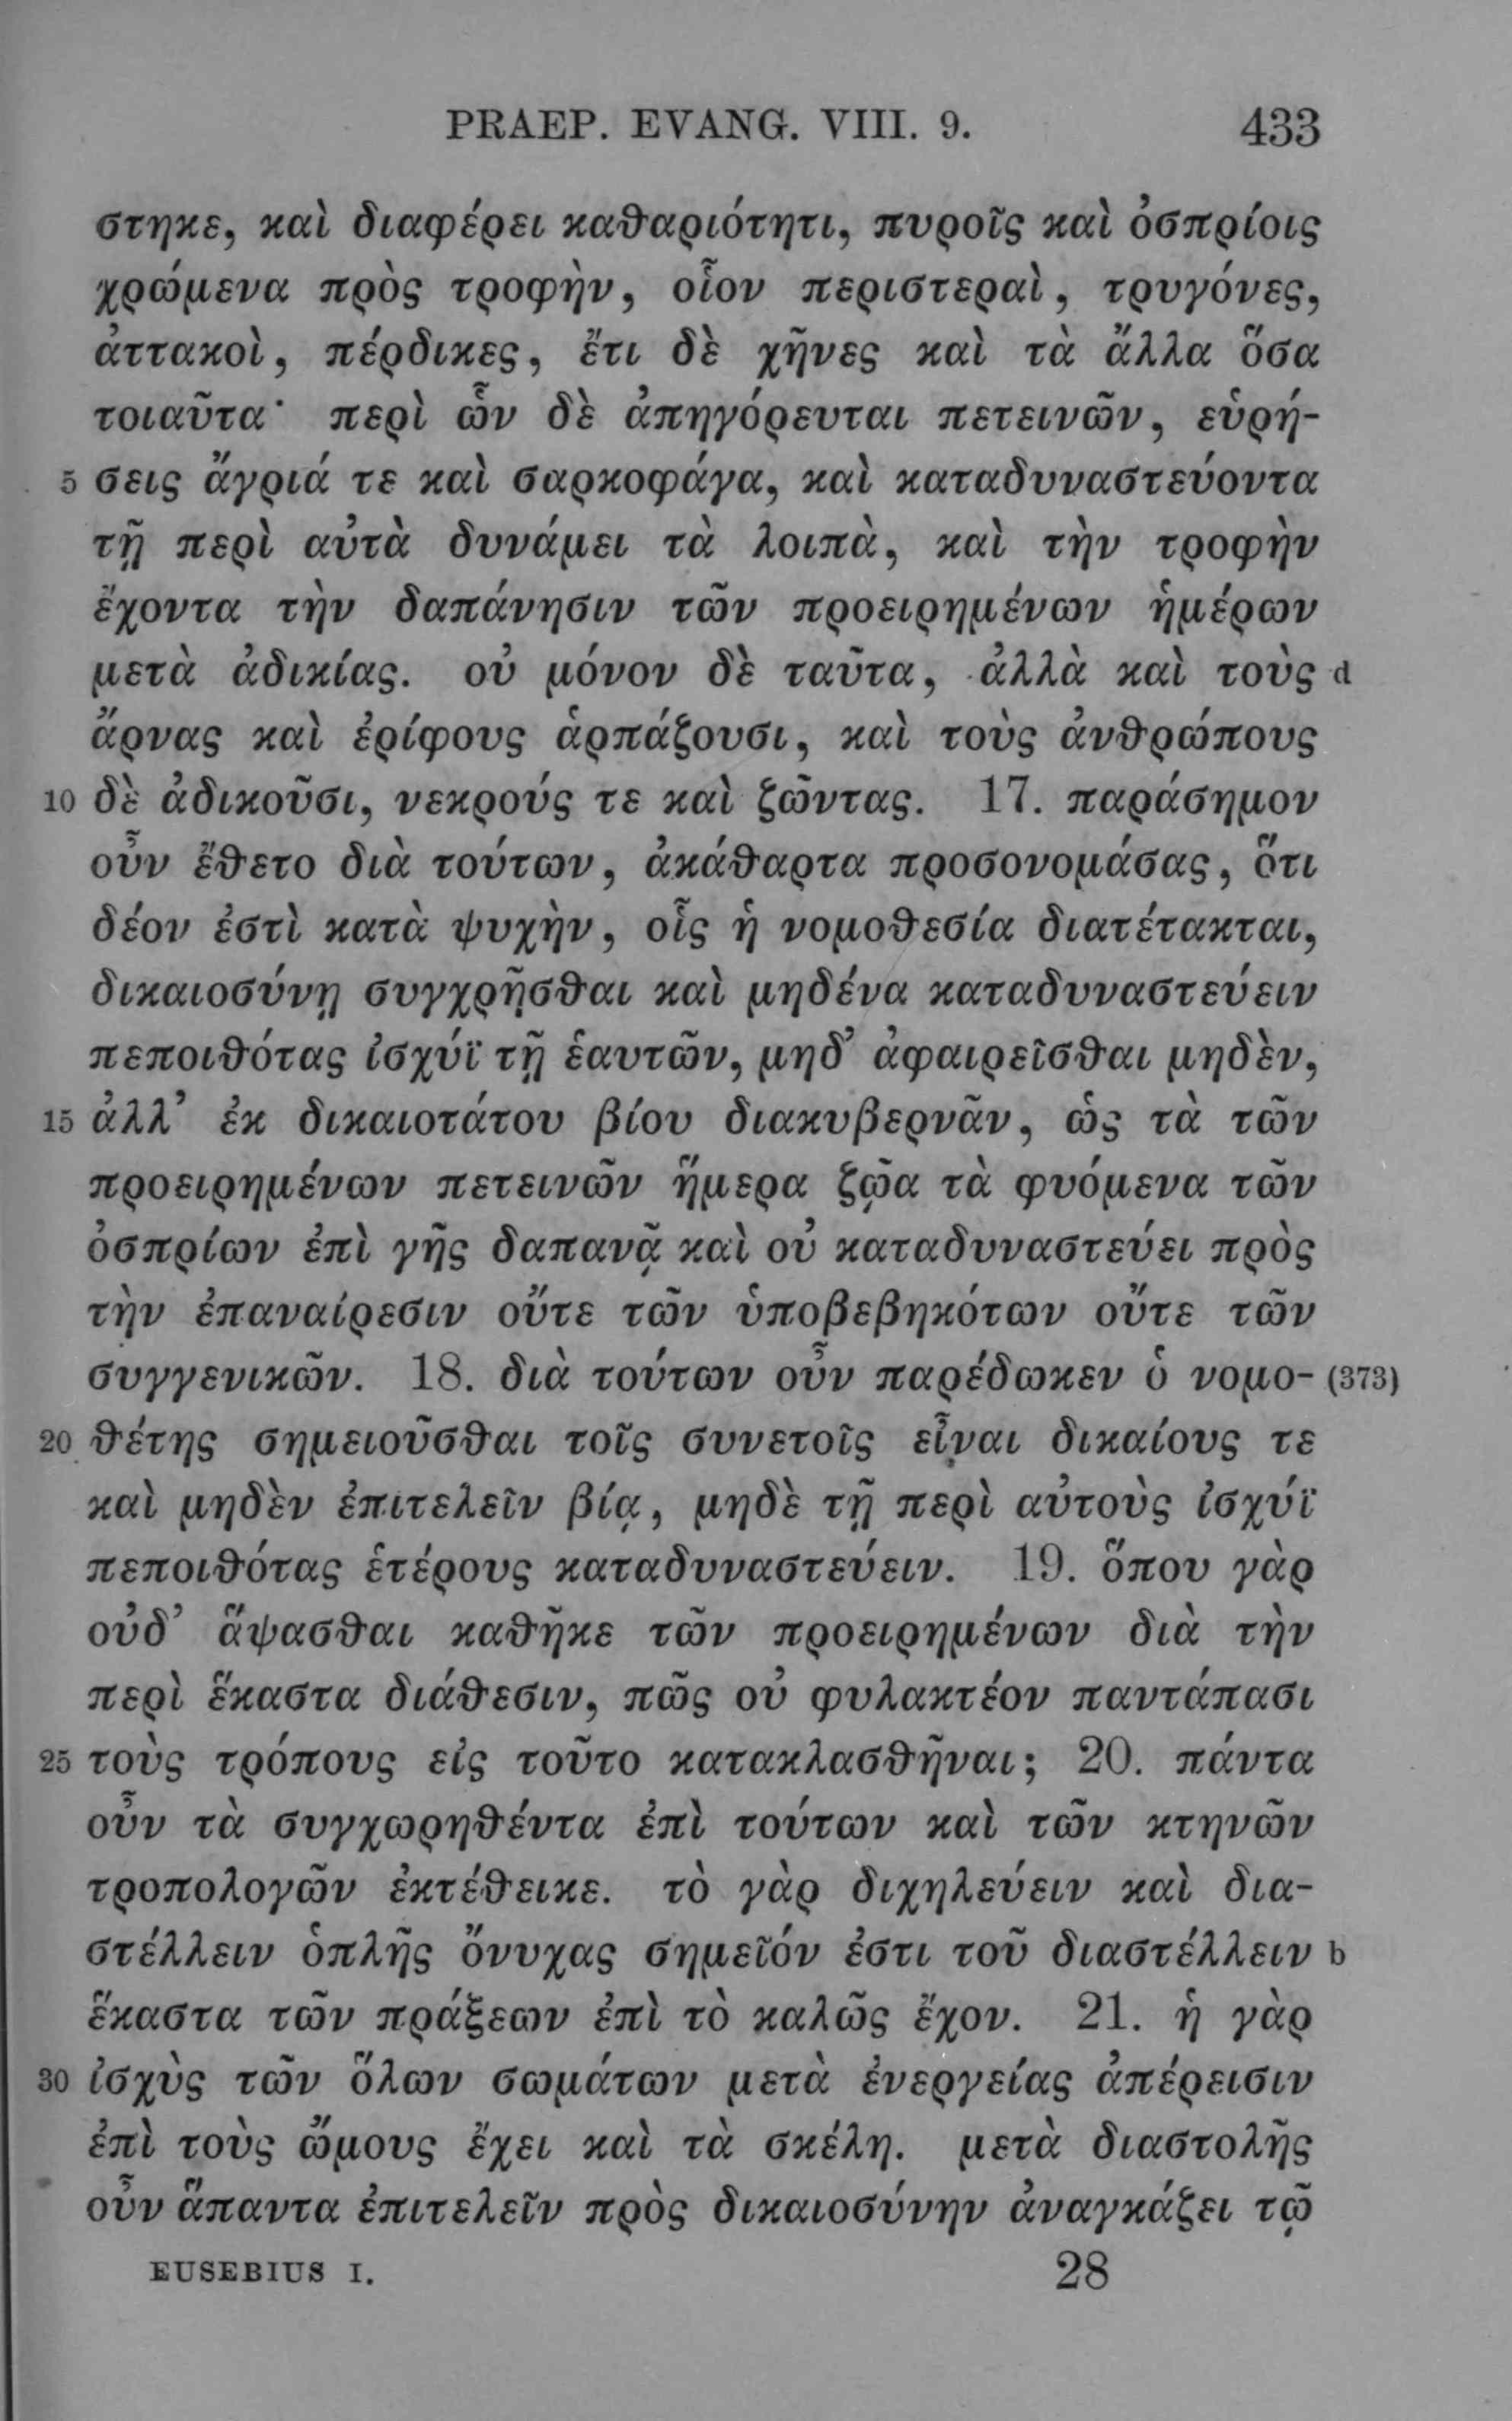 PRAEP. EVANG. VIII. 9. 433
στηκε, καὶ διαφέρει καθαριότητι, πυροῖς καὶ ὀσπρίοις
χρώμενα πρὸς τροφὴν, οἷον περιστεραὶ, τρυγόνες,
ἀττακοὶ, πέρδικες, ἔτι δὲ χῆνες καὶ τὰ ἄλλα ὅσα
τοιαῦτα· περὶ ὧν δὲ ἀπηγόρευται πετεινῶν, εὑρή-
5 σεις ἄγριά τε καὶ σαρκοφάγα, καὶ καταδυναστεύοντα
τῇ περὶ αὐτὰ δυνάμει τὰ λοιπὰ, καὶ τὴν τροφὴν
ἔχοντα τὴν δαπάνησιν τῶν προειρημένων ἡμέρων
μετὰ ἀδικίας. οὐ μόνον δὲ ταῦτα, ἀλλὰ καὶ τοὺς d
ἄρνας καὶ ἐρίφους ἁρπάζουσι, καὶ τοὺς ἀνθρώπους
10 δὲ ἀδικοῦσι, νεκρούς τε καὶ ζῶντας. 17. παράσημον
οὖν ἔθετο διὰ τούτων, ἀκάθαρτα προσονομάσας, ὅτι
δέον ἐστὶ κατὰ ψυχὴν, οἷς ἡ νομοθεσία διατέτακται,
δικαιοσύνῃ συγχρῆσθαι καὶ μηδένα καταδυναστεύειν
πεποιθότας ἰσχύϊ τῇ ἑαυτῶν, μηδ’ ἀφαιρεῖσθαι μηδὲν,
15 ἀλλ’ ἐκ δικαιοτάτου βίου διακυβερνᾶν, ὡς τὰ τῶν
προειρημένων πετεινῶν ἥμερα ζῷα τὰ φυόμενα τῶν
ὀσπρίων ἐπὶ γῆς δαπανᾷ καὶ οὐ καταδυναστεύει πρὸς
τὴν ἐπαναίρεσιν οὔτε τῶν ὑποβεβηκότων οὔτε τῶν
συγγενικῶν. 18. διὰ τούτων οὖν παρέδωκεν ὁ νομο- (373)
20 θέτης σημειοῦσθαι τοῖς συνετοῖς εἶναι δικαίους τε
καὶ μηδὲν ἐπιτελεῖν βίᾳ, μηδὲ τῇ περὶ αὐτοὺς ἰσχύϊ
πεποιθότας ἑτέρους καταδυναστεύειν. 19. ὅπου γὰρ
οὐδ’ ἅψασθαι καθῆκε τῶν προειρημένων διὰ τὴν
περὶ ἕκαστα διάθεσιν, πῶς οὐ φυλακτέον παντάπασι
25 τοὺς τρόπους εἰς τοῦτο κατακλασθῆναι; 20. πάντα
οὖν τὰ συγχωρηθέντα ἐπὶ τούτων καὶ τῶν κτηνῶν
τροπολογῶν ἐκτέθεικε. τὸ γὰρ διχηλεύειν καὶ δια-
στέλλειν ὁπλῆς ὄνυχας σημεῖόν ἐστι τοῦ διαστέλλειν b
ἕκαστα τῶν πράξεων ἐπὶ τὸ καλῶς ἔχον. 21. ἡ γὰρ
30 ἰσχὺς τῶν ὅλων σωμάτων μετὰ ἐνεργείας ἀπέρεισιν
ἐπὶ τοὺς ὤμους ἔχει καὶ τὰ σκέλη. μετὰ διαστολῆς
οὖν ἅπαντα ἐπιτελεῖν πρὸς δικαιοσύνην ἀναγκάζει τῷ
EUSEBIUS I. 28